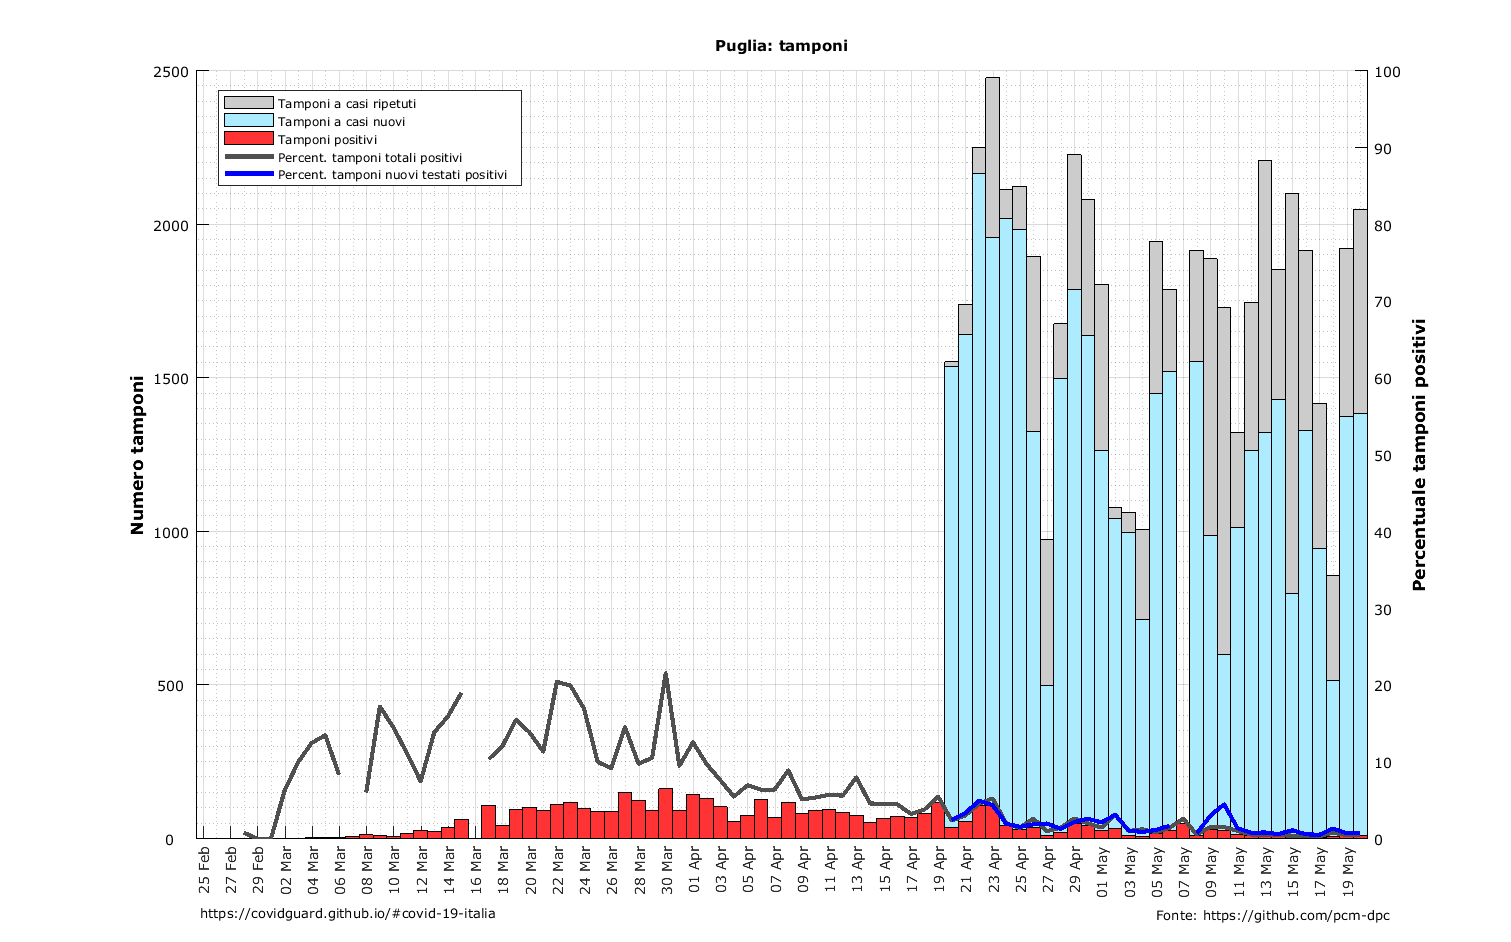 Puglia: tamponi
Tamponi a casi ripetuti
Tamponi a casi nuovi
Tamponi positivi
Percent. tamponi totali positivi
Percent. tamponi nuovi testati positivi
Numero tamponi
2500
2000
1500
1000
500
0
Percentuale tamponi positivi
100
90
80
70
60
50
40
30
20
10
0
25 Feb
27 Feb
29 Feb
02 Mar
04 Mar
06 Mar
08 Mar
10 Mar
12 Mar
14 Mar
16 Mar
18 Mar
20 Mar
22 Mar
24 Mar
26 Mar
28 Mar
30 Mar
01 Apr
03 Apr
05 Apr
07 Apr
09 Apr
11 Apr
13 Apr
15 Apr
17 Apr
19 Apr
21 Apr
23 Apr
25 Apr
27 Apr
29 Apr
01 May
03 May
05 May
07 May
09 May
11 May
13 May
15 May
17 May
19 May
https://covidguard.github.io/#covid-19-italia
Fonte: https://github.com/pcm-dpc